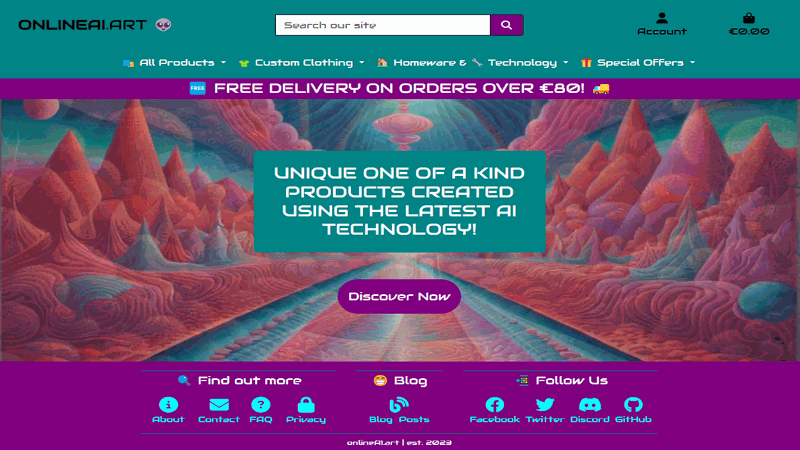 ONLINEAI.ART
Search our site
Account
€0.00
All Products
Custom Clothing
Homeware & Technology
Special Offers
FREE FREE DELIVERY ON ORDERS OVER €80!
UNIQUE ONE OF A KIND
PRODUCTS CREATED
USING THE LATEST AI
TECHNOLOGY!
Discover Now
Find out more
Blog
Follow Us
About
Contact
FAQ
Privacy
Blog Posts
Facebook
Twitter
Discord
GitHub
onlineAI.art | est. 2023